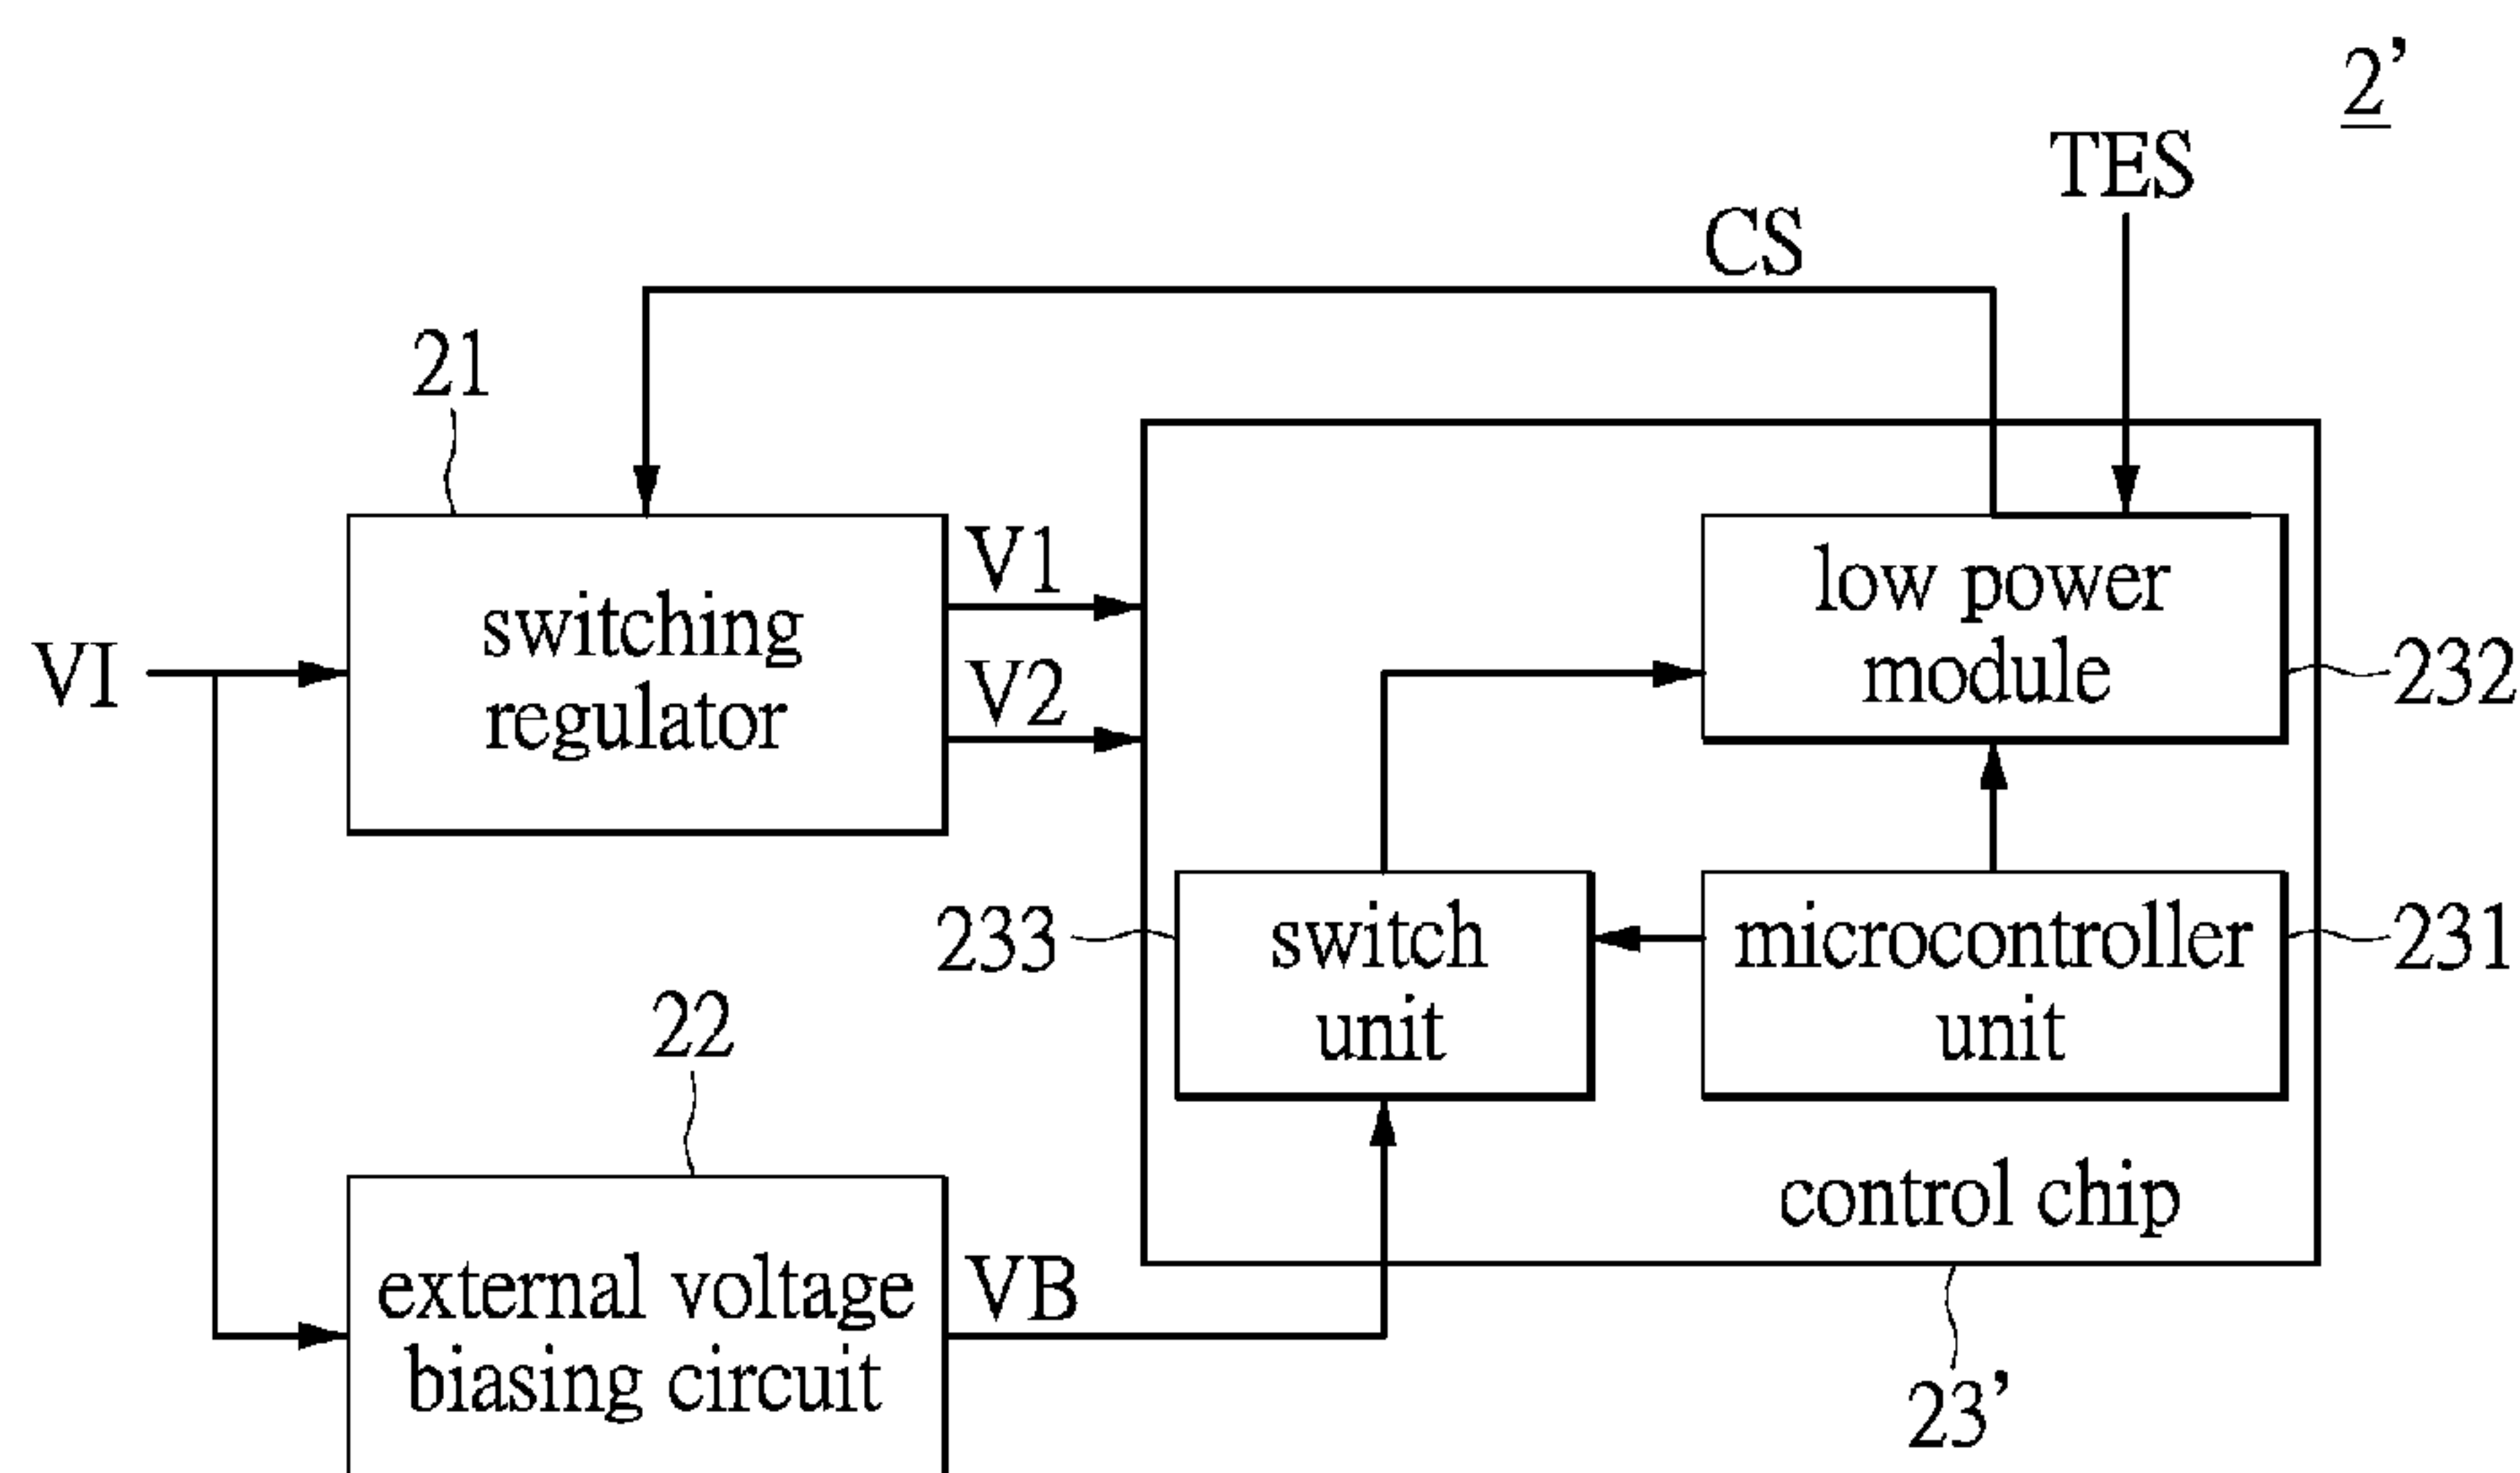 2’
TES
CS
21
V1
low power
module
switching
regulator
VI
V2
232
233
switch
unit
microcontroller
unit
231
22
control chip
external voltage
biasing circuit
VB
23’